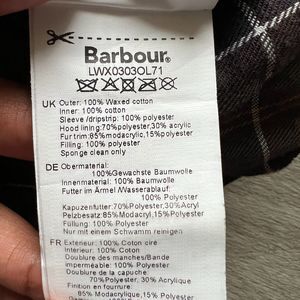 Barbour®
LWX0303OL71
UK Outer: 100% Waxed cotton
Inner: 100% cotton
Sleeve /dripstrip: 100% polyester
Hood lining:70%polyester,30% acrylic
Fur trim:85%modacrylic,15% polyester
Filling: 100% polyester
Sponge clean only
DE Obermaterial:
100%Gewachste Baumwolle
Innenmaterial: 100% Baumwolle
Futter im Ärmel /Wasserablauf:
100% Polyester
Kapuzenfutter:70%Polyester,30%Acryl
Pelzbesatz:85%Modacryl,15%Polyester
Füllung: 100% Polyester
Nur mit einem Schwamm reinigen
FR Extérieur: 100% Coton ciré
Intérieur: 100% Coton
Doublure des manches/Bande
imperméable: 100% Polyester
Doublure de la capuche:
70%Polyester, 30% Acrylique
Finition en fourrure:
85% Modacrylique,15% Polyester